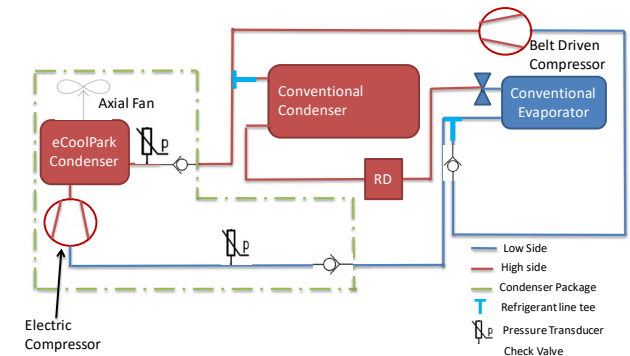 Belt Driven
Compressor
Axial Fan
Conventional
Condenser
Conventional
Evaporator
eCoolPark
Condenser
p
RD
p
Low Side
High side
Condenser Package
Refrigerant line tee
p
Pressure Transducer
Check Valve
Electric
Compressor